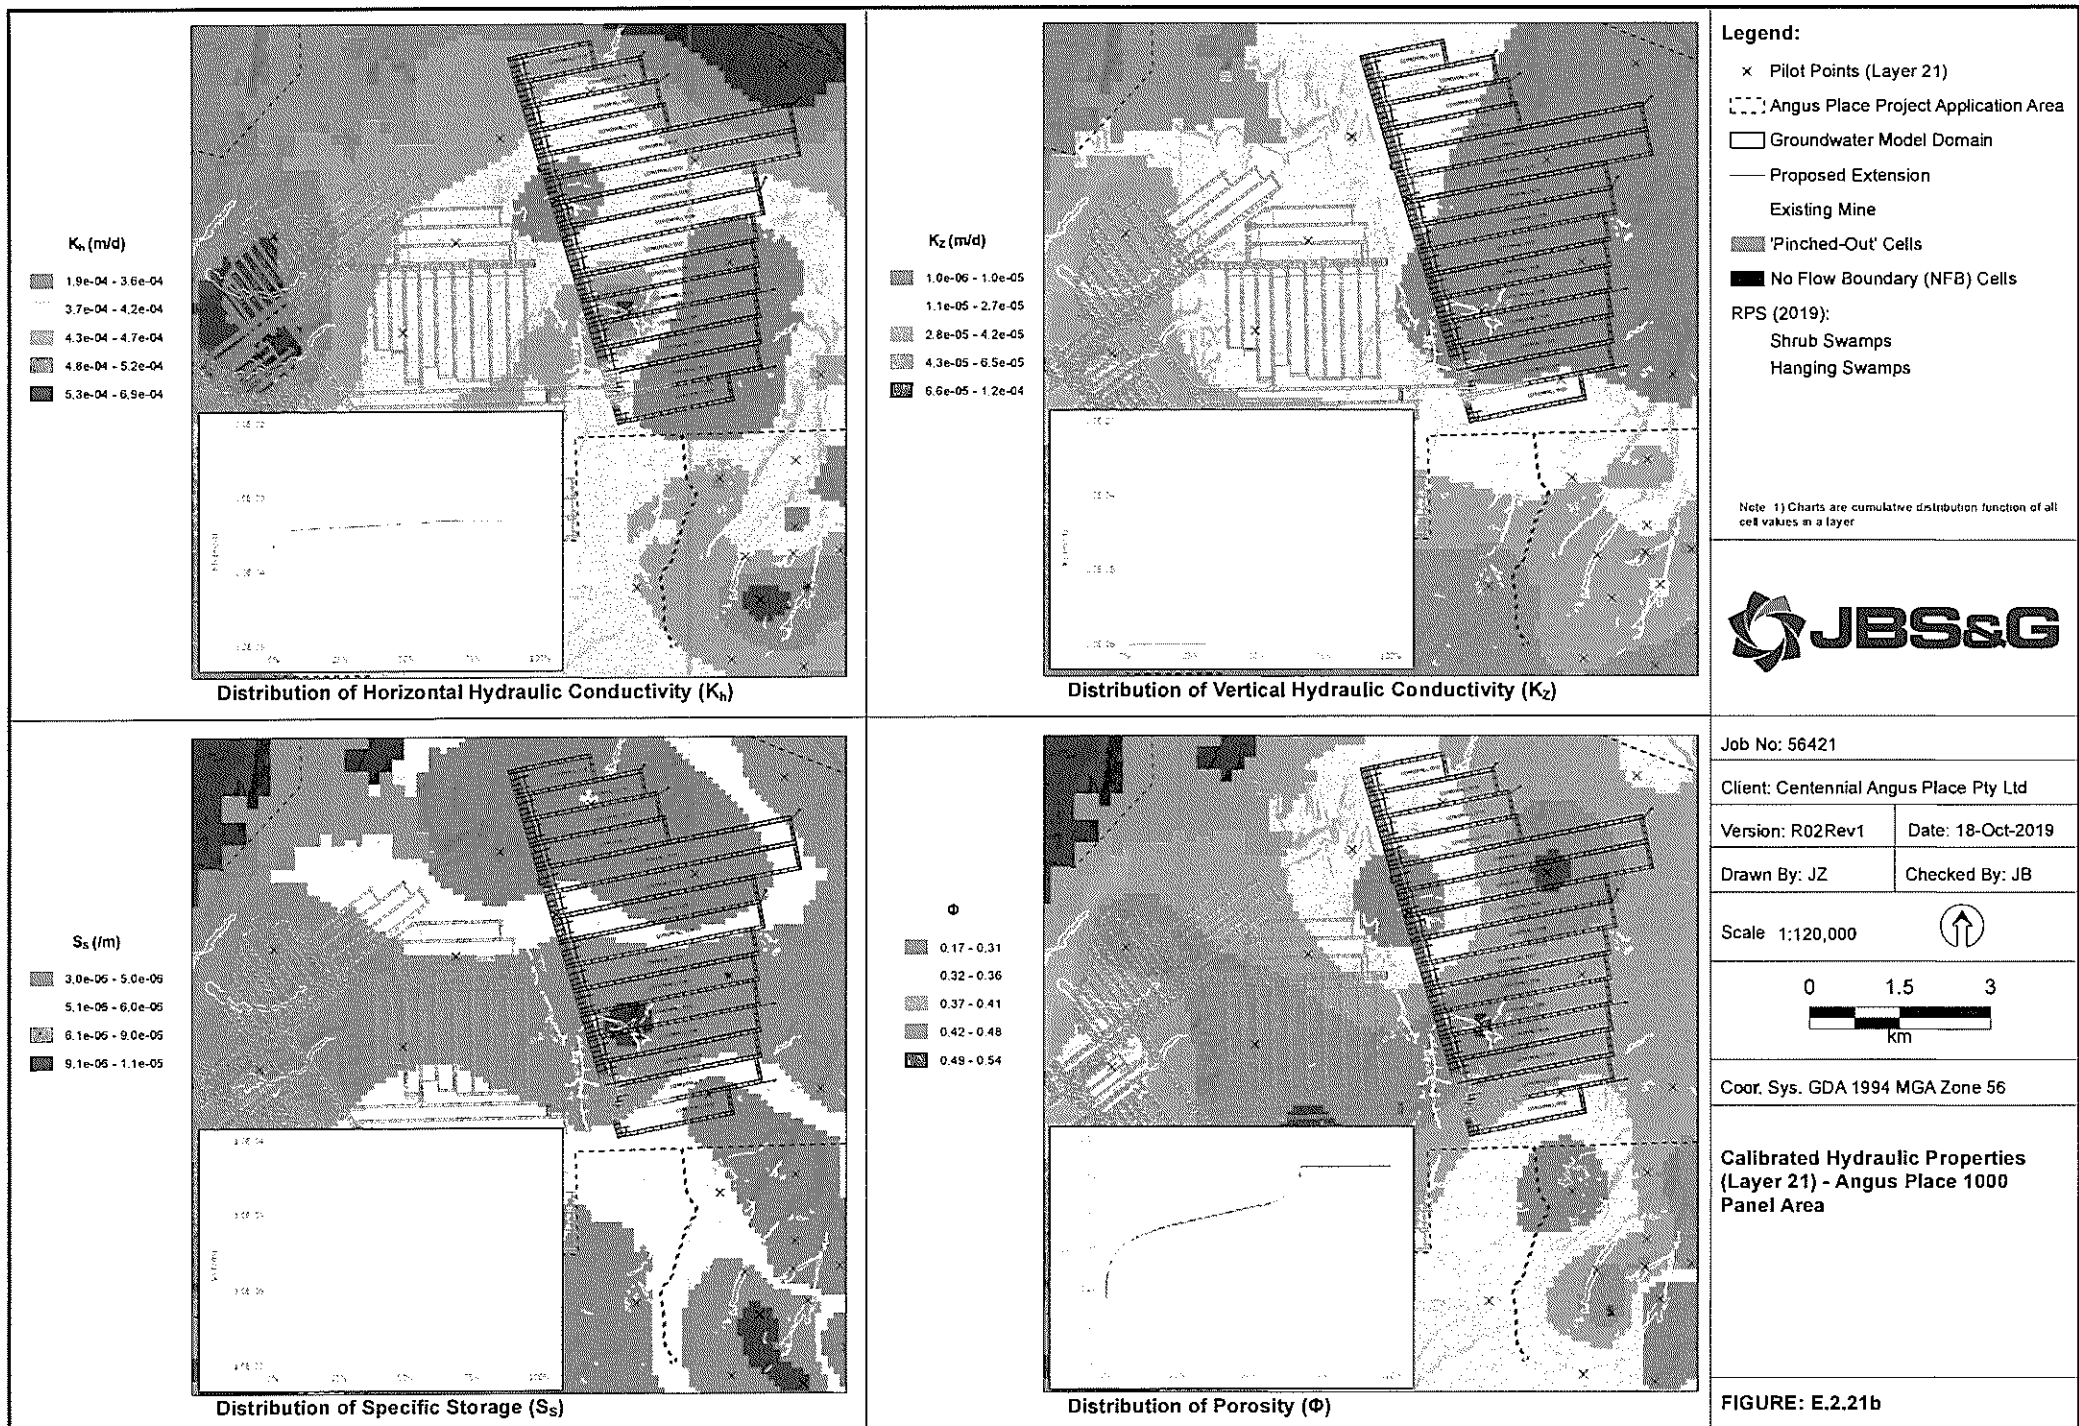 Kh (m/d)
1.9e-04 - 3.6e-04
3.7e-04 - 4.2e-04
4.3e-04 - 4.7e-04
4.8e-04 - 5.2e-04
5.3e-04 - 6.9e-04
0%
25%
50%
75%
100%
Distribution of Horizontal Hydraulic Conductivity (Kh)
KZ (m/d)
1.0e-06 - 1.0e-05
1.1e-05 - 2.7e-05
2.8e-05 - 4.2e-05
4.3e-05 - 6.5e-05
6.6e-05 - 1.2e-04
Distribution of Vertical Hydraulic Conductivity (KZ)
SS (/m)
3.0e-06 - 5.0e-06
5.1e-06 - 6.0e-06
6.1e-06 - 9.0e-06
9.1e-06 - 1.1e-05
Distribution of Specific Storage (SS)
Φ
0.17 - 0.31
0.32 - 0.36
0.37 - 0.41
0.42 - 0.48
0.49 - 0.54
Distribution of Porosity (Φ)
Legend:
Pilot Points (Layer 21)
Angus Place Project Application Area
Groundwater Model Domain
Proposed Extension
Existing Mine
'Pinched-Out' Cells
No Flow Boundary (NFB) Cells
RPS (2019):
Shrub Swamps
Hanging Swamps
Note 1) Charts are cumulative distribution function of all
cell values in a layer
JBS&G
Job No: 56421
Client: Centennial Angus Place Pty Ltd
Version: R02Rev1
Date: 18-Oct-2019
Drawn By: JZ
Checked By: JB
Scale 1:120,000
0 1.5 3
km
Coor. Sys. GDA 1994 MGA Zone 56
Calibrated Hydraulic Properties
(Layer 21) - Angus Place 1000
Panel Area
FIGURE: E.2.21b